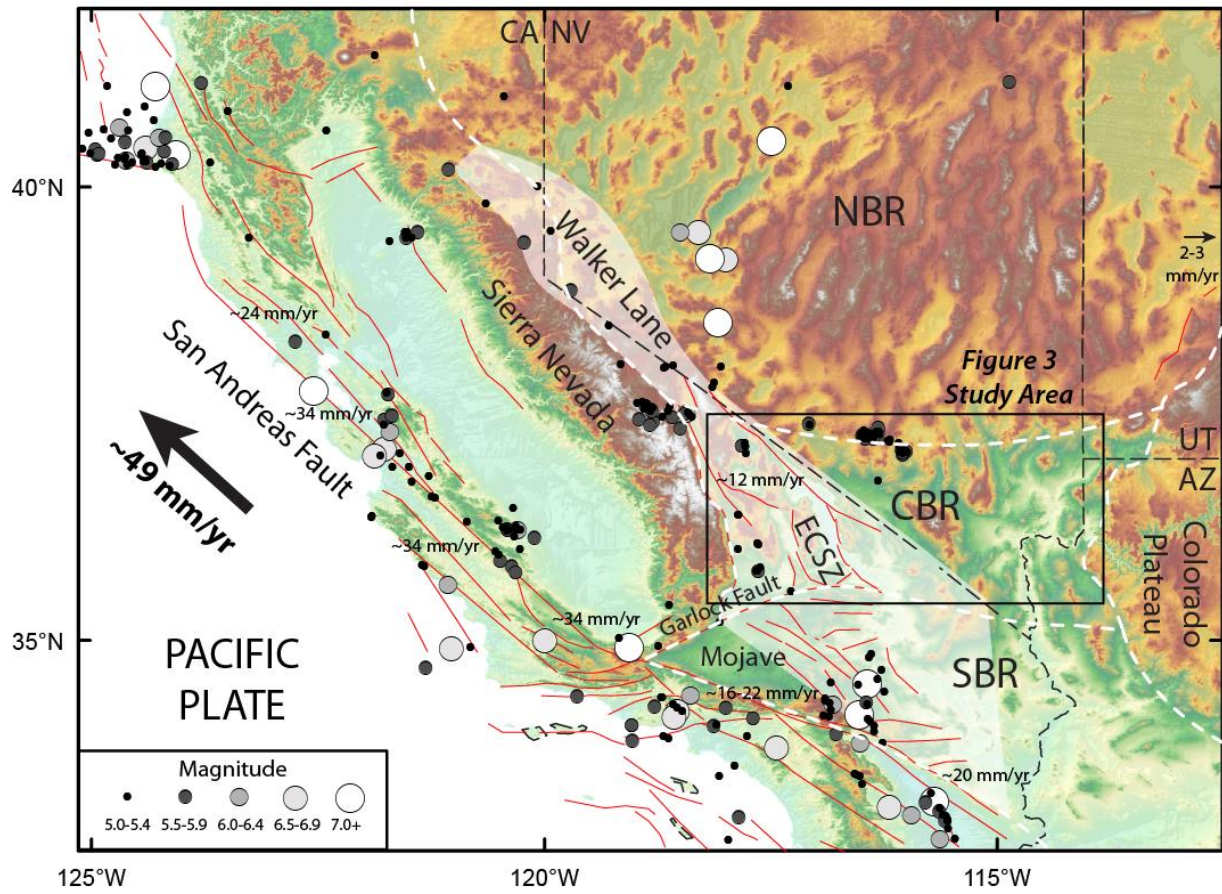 CA NV
40°N
NBR
2-3
mm/yr
Walker Lane
Sierra Nevada
~24 mm/yr
San Andreas Fault
~34 mm/yr
Figure 3
Study Area
UT
AZ
~49 mm/yr
~12 mm/yr
CBR
ECSZ
~34 mm/yr
Colorado
Plateau
Garlock Fault
~34 mm/yr
35°N
PACIFIC
PLATE
Mojave
SBR
~16-22 mm/yr
~20 mm/yr
Magnitude
5.0-5.4 5.5-5.9 6.0-6.4 6.5-6.9 7.0+
125°W 120°W 115°W